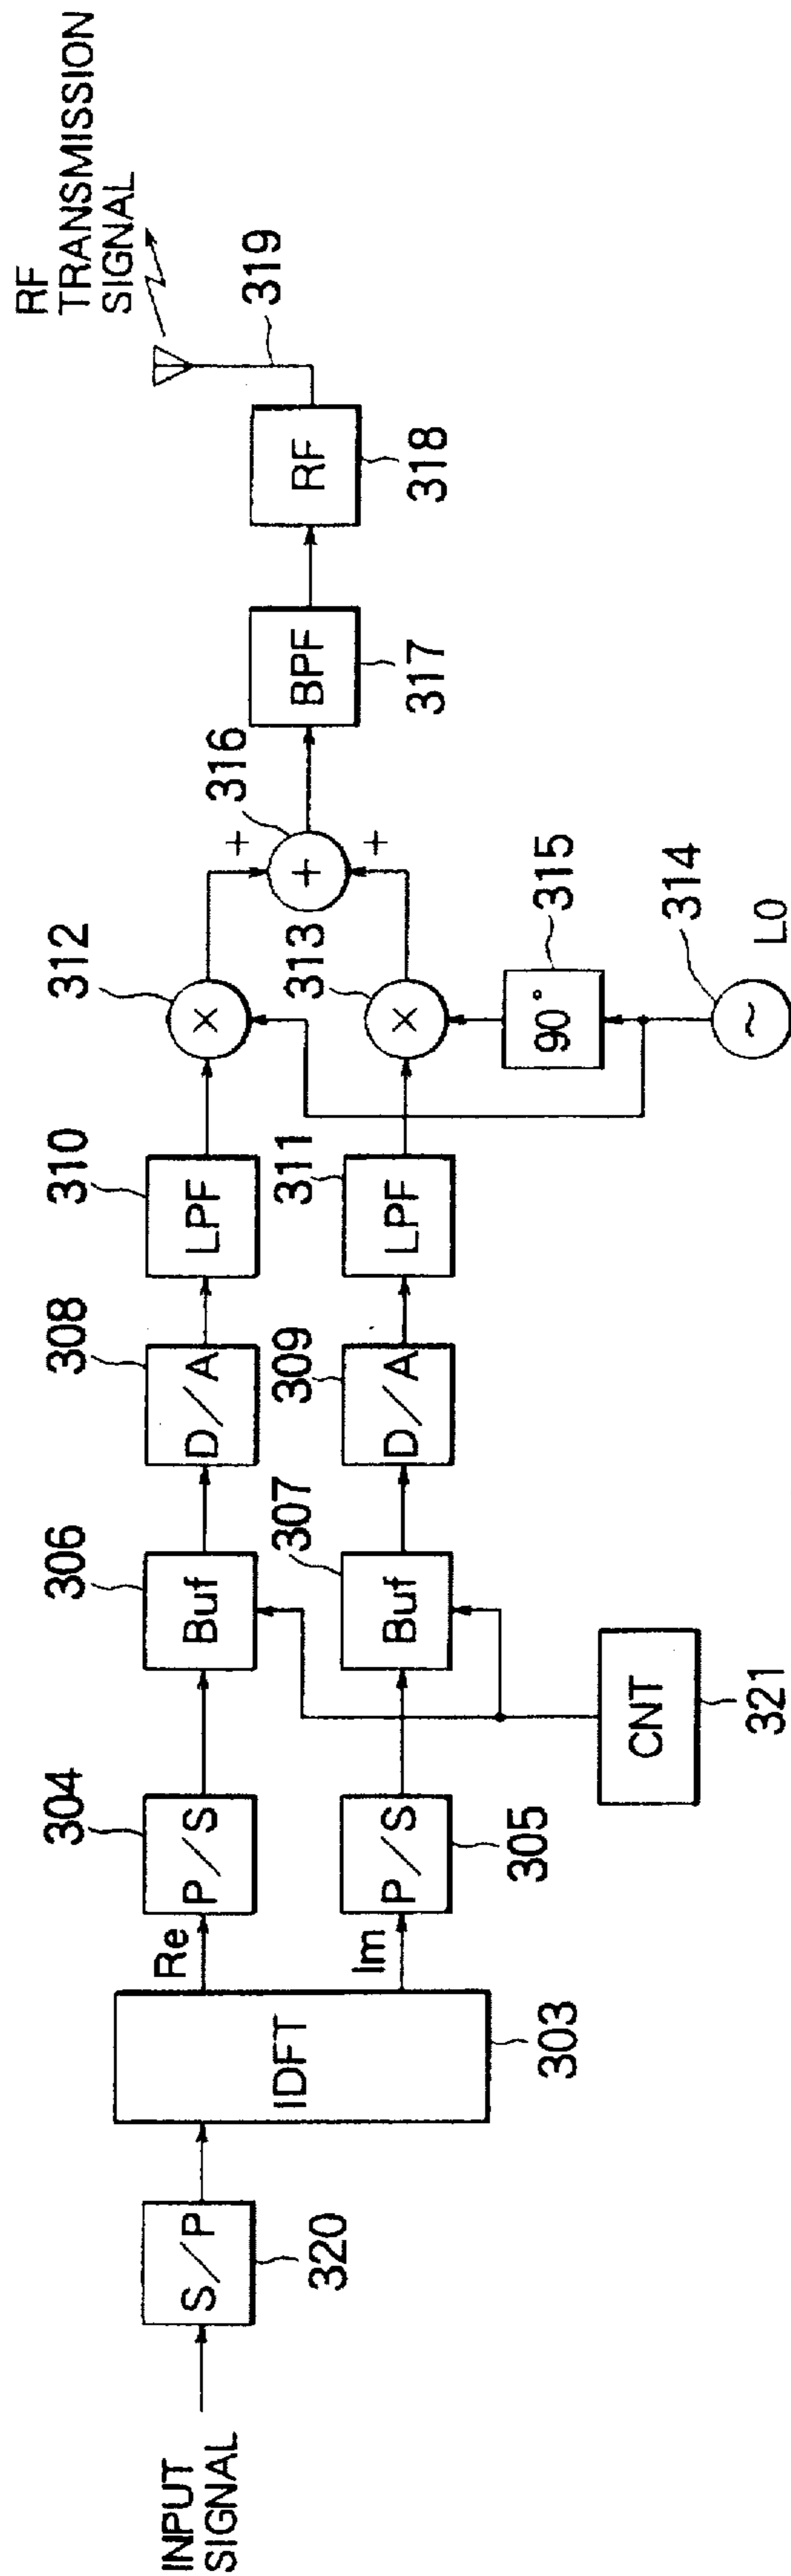 INPUT
SIGNAL
S/P
320
IDFT
303
Re
Im
P/S
304
P/S
305
Buf
306
Buf
307
CNT
321
D/A
308
D/A
309
LPF
310
LPF
311
×
312
×
313
90°
315
~
314
L0
+
+
+
316
BPF
317
RF
318
319
RF
TRANSMISSION
SIGNAL